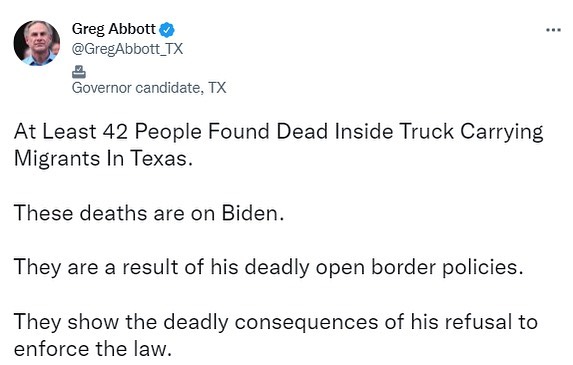 Greg Abbott
@GregAbbott_TX
Governor candidate, TX
At Least 42 People Found Dead Inside Truck Carrying
Migrants In Texas.
These deaths are on Biden.
They are a result of his deadly open border policies.
They show the deadly consequences of his refusal to
enforce the law.